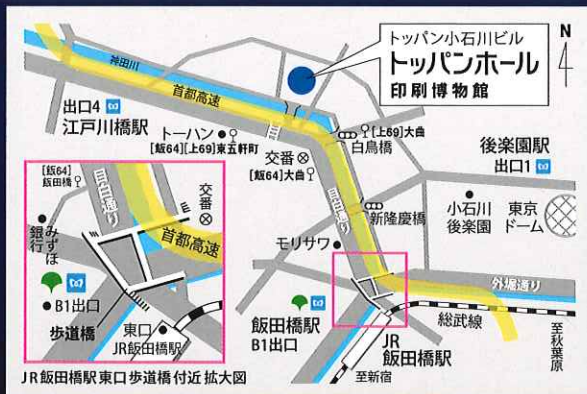 トッパン小石川ビル
トッパンホール
印刷博物館
N
神田川
首都高速
出口4
江戸川橋駅
トーハン
[飯64][上69]東五軒町
交番
[飯64]大曲
[上69]大曲
白鳥橋
後楽園駅
出口1
目白通り
新隆慶橋
小石川
後楽園
東京
ドーム
モリサワ
外堀通り
飯田橋駅
B1出口
総武線
JR
飯田橋駅
至新宿
至秋葉原
[飯64]
飯田橋
目白通り
交番
みずほ
銀行
首都高速
B1出口
歩道橋
東口
JR飯田橋駅
JR飯田橋駅東口歩道橋付近 拡大図